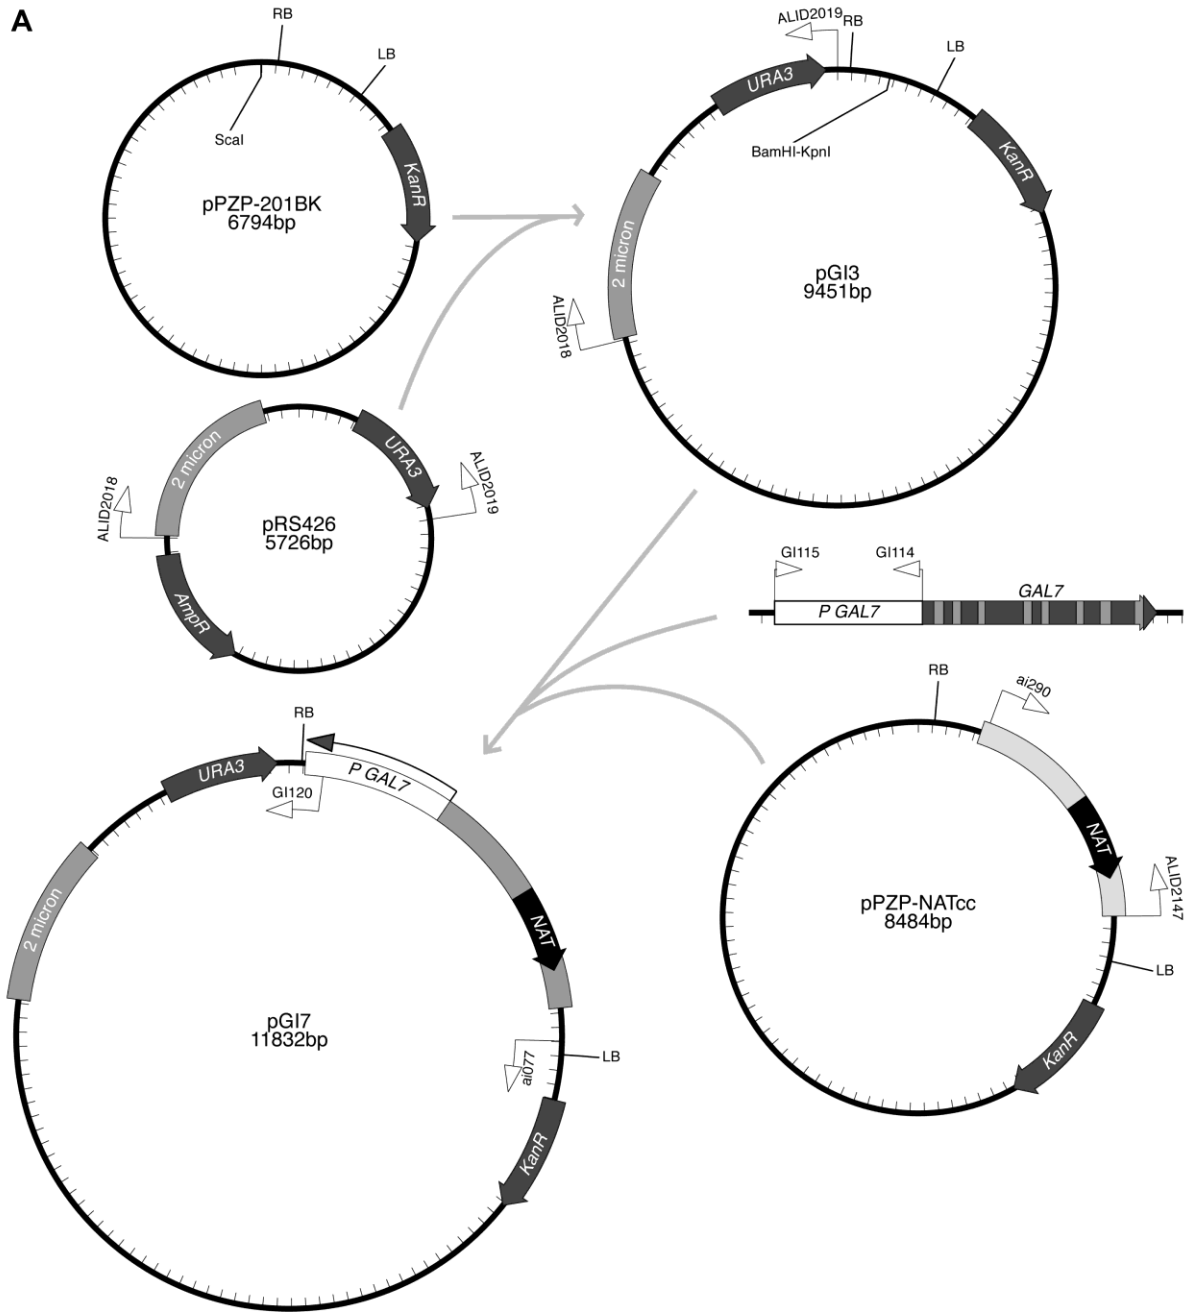 A
RB
LB
ScaI
KanR
pPZP-201BK
6794bp
ALID2019
RB
LB
URA3
BamHI-KpnI
KanR
2 micron
ALID2018
pGI3
9451bp
2 micron
URA3
ALID2018
ALID2019
AmpR
pRS426
5726bp
GI115
GI114
P GAL7
GAL7
RB
ai290
NAT
ALID2147
LB
KanR
pPZP-NATcc
8484bp
RB
URA3
P GAL7
GI120
2 micron
NAT
LB
ai077
KanR
pGI7
11832bp